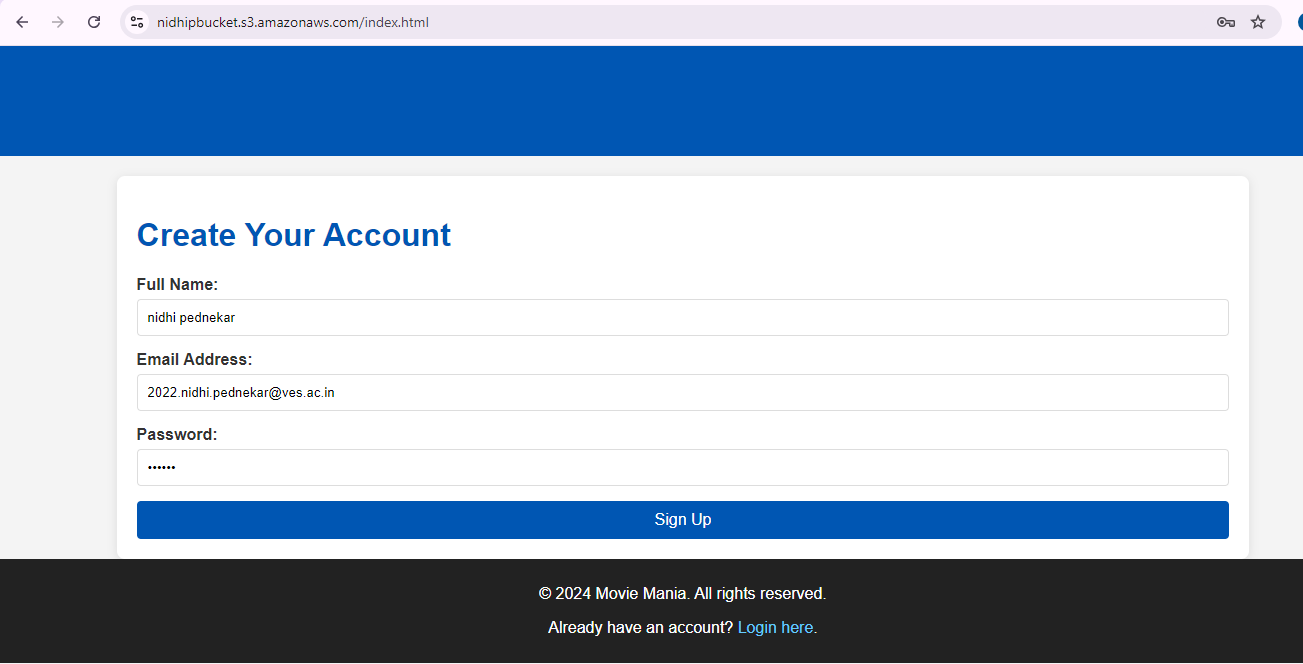 nidhipbucket.s3.amazonaws.com/index.html
Create Your Account
Full Name:
nidhi pednekar
Email Address:
2022.nidhi.pednekar@ves.ac.in
Password:
••••••
Sign Up
© 2024 Movie Mania. All rights reserved.
Already have an account? Login here.